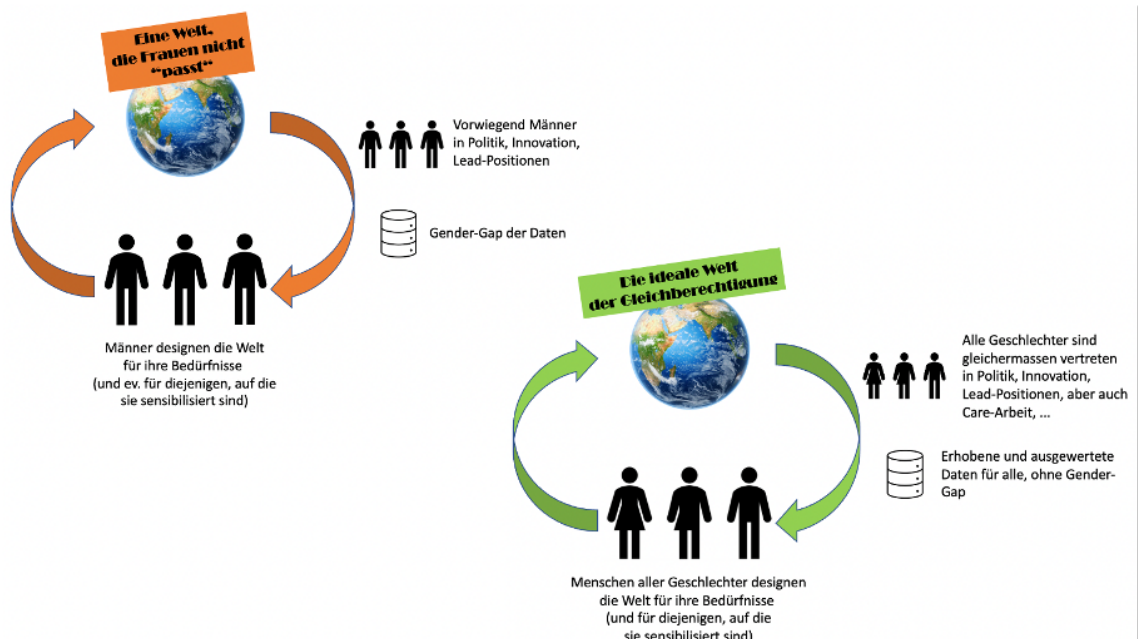 Eine Welt,
die Frauen nicht
“passt“
Vorwiegend Männer
in Politik, Innovation,
Lead-Positionen
Gender-Gap der Daten
Männer designen die Welt
für ihre Bedürfnisse
(und ev. für diejenigen, auf die
sie sensibilisiert sind)
Die ideale Welt
der Gleichberechtigung
Alle Geschlechter sind
gleichermassen vertreten
in Politik, Innovation,
Lead-Positionen, aber auch
Care-Arbeit, ...
Erhobene und ausgewertete
Daten für alle, ohne Gender-
Gap
Menschen aller Geschlechter designen
die Welt für ihre Bedürfnisse
(und für diejenigen, auf die
sie sensibilisiert sind)